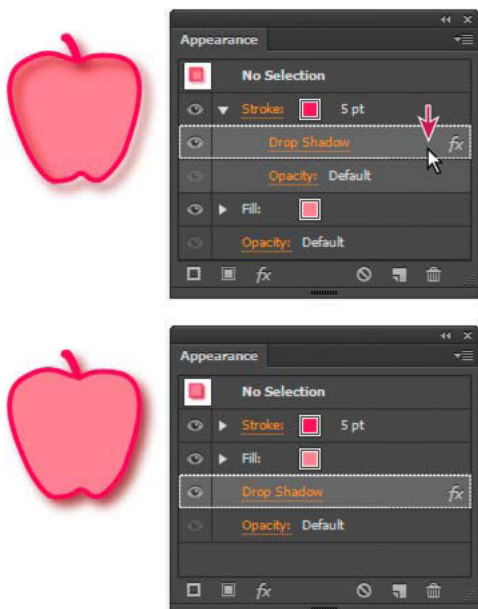 Appearance
No Selection
Stroke: 5 pt
Drop Shadow fx
Opacity: Default
Fill:
Opacity: Default
fx
Appearance
No Selection
Stroke: 5 pt
Fill:
Drop Shadow fx
Opacity: Default
fx